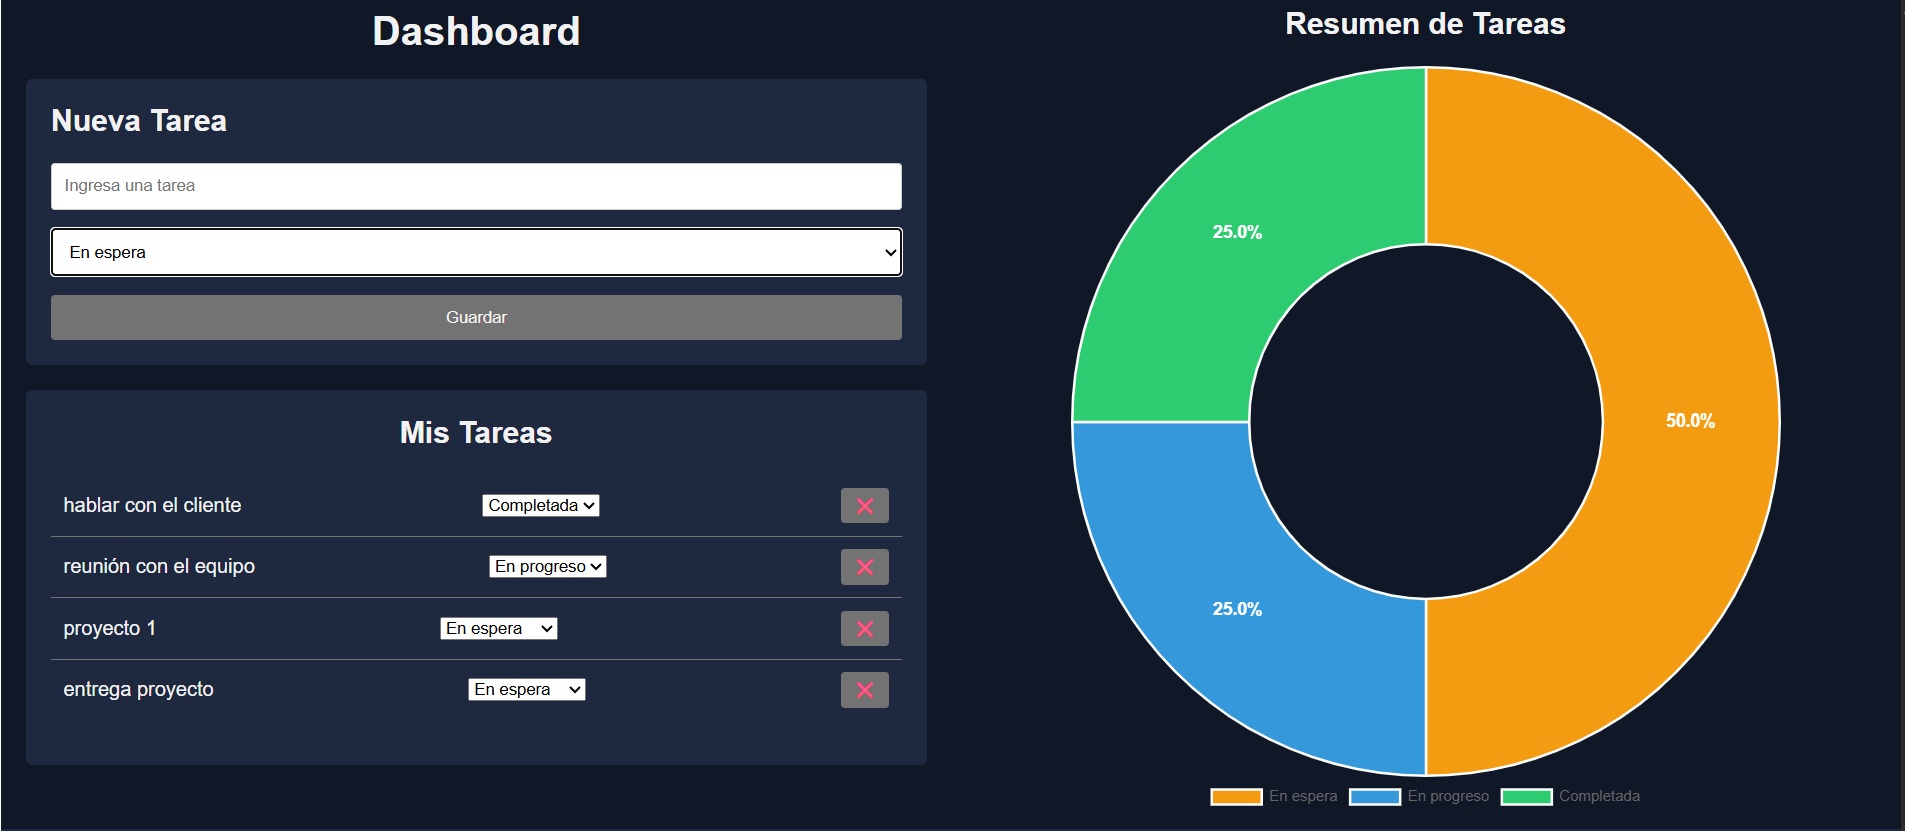 Dashboard
Nueva Tarea
Ingresa una tarea
En espera
Guardar
Mis Tareas
hablar con el cliente Completada
reunión con el equipo En progreso
proyecto 1 En espera
entrega proyecto En espera
Resumen de Tareas
25.0%
50.0%
25.0%
En espera En progreso Completada